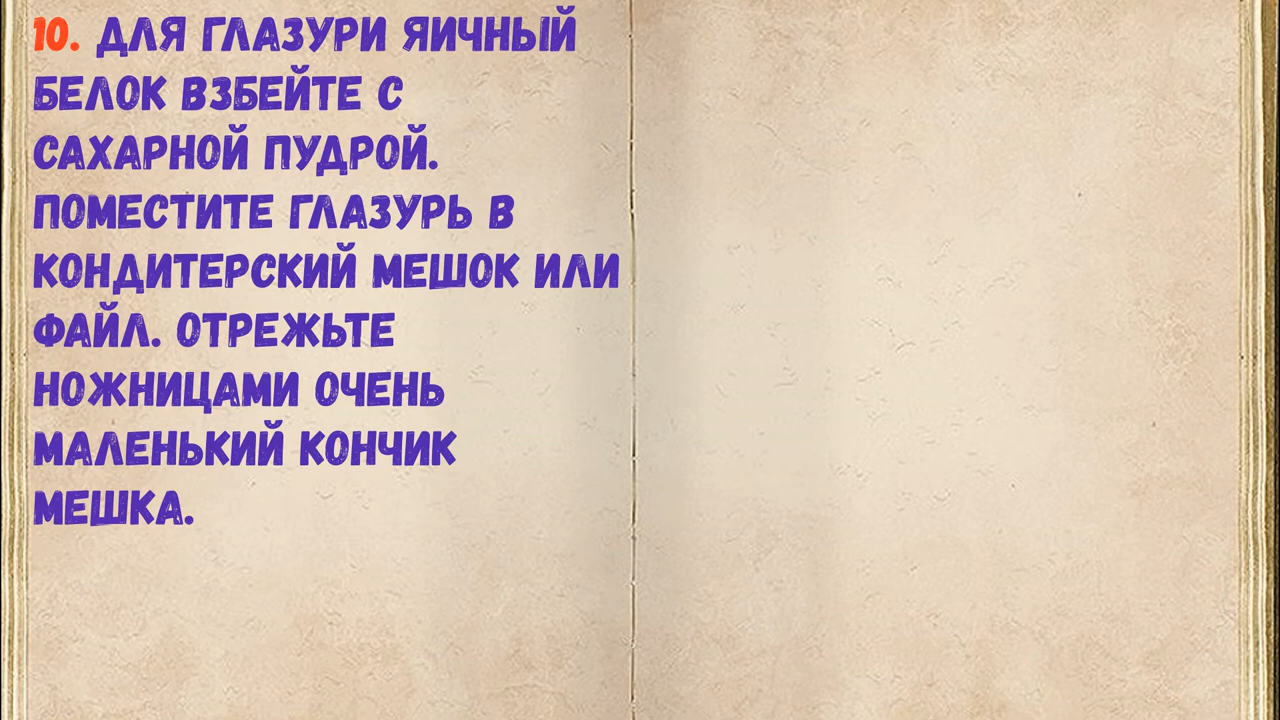 10. ДЛЯ ГЛАЗУРИ ЯИЧНЫЙ
БЕЛОК ВЗБЕЙТЕ С
САХАРНОЙ ПУДРОЙ.
ПОМЕСТИТЕ ГЛАЗУРЬ В
КОНДИТЕРСКИЙ МЕШОК ИЛИ
ФАЙЛ. ОТРЕЖЬТЕ
НОЖНИЦАМИ ОЧЕНЬ
МАЛЕНЬКИЙ КОНЧИК
МЕШКА.